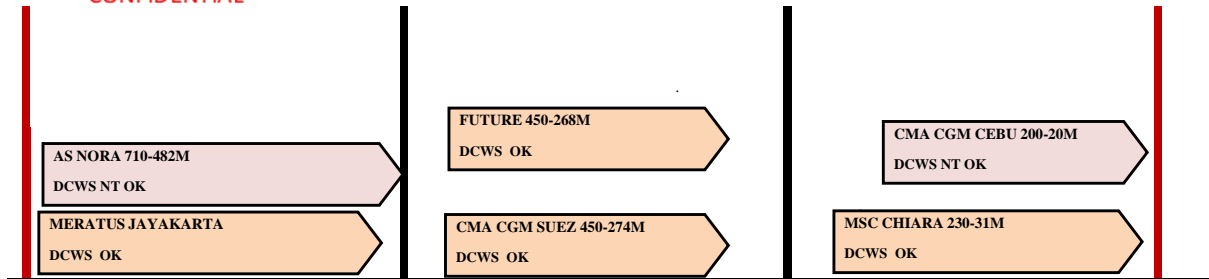 CONFIDENTIAL
AS NORA 710-482M
DCWS NT OK
MERATUS JAYAKARTA
DCWS OK
FUTURE 450-268M
DCWS OK
CMA CGM SUEZ 450-274M
DCWS OK
CMA CGM CEBU 200-20M
DCWS NT OK
MSC CHIARA 230-31M
DCWS OK